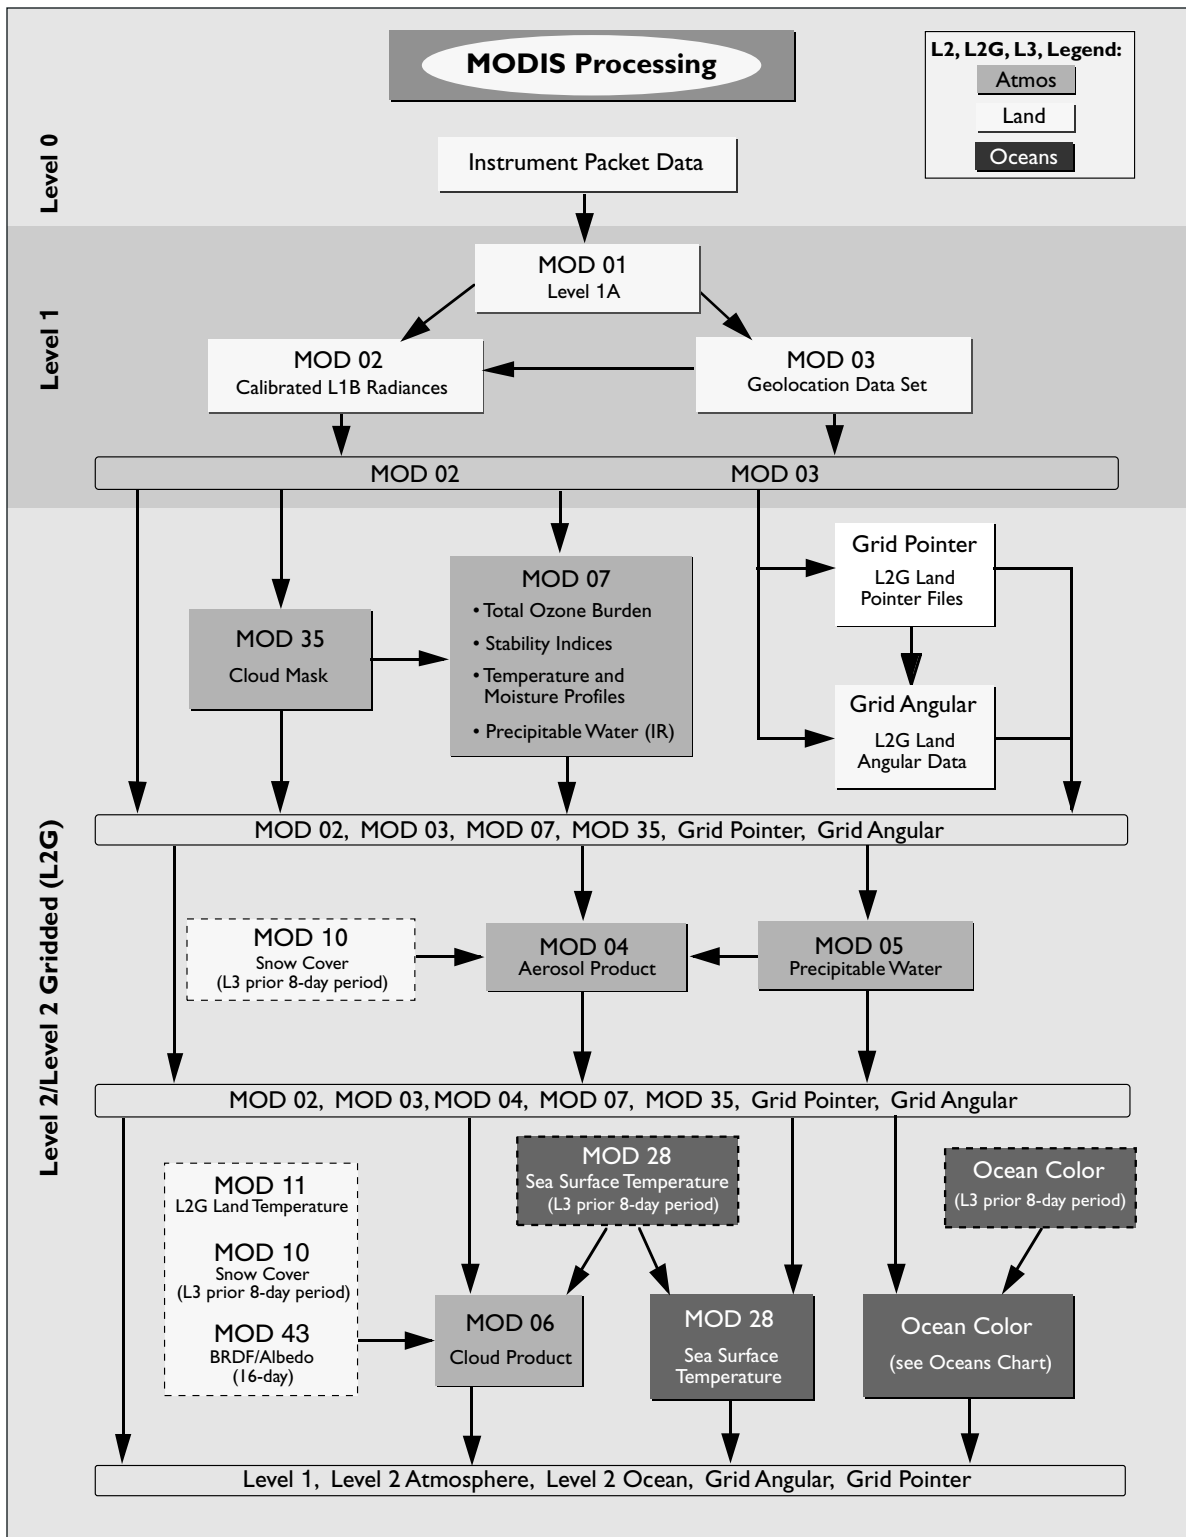 MODIS Processing
L2, L2G, L3, Legend:
Atmos
Land
Oceans
Level 0
Instrument Packet Data
Level 1
MOD 01
Level 1A
MOD 02
Calibrated L1B Radiances
MOD 03
Geolocation Data Set
MOD 02 MOD 03
Level 2/Level 2 Gridded (L2G)
MOD 35
Cloud Mask
MOD 07
• Total Ozone Burden
• Stability Indices
• Temperature and
Moisture Profiles
• Precipitable Water (IR)
Grid Pointer
L2G Land
Pointer Files
Grid Angular
L2G Land
Angular Data
MOD 02, MOD 03, MOD 07, MOD 35, Grid Pointer, Grid Angular
MOD 10
Snow Cover
(L3 prior 8-day period)
MOD 04
Aerosol Product
MOD 05
Precipitable Water
MOD 02, MOD 03, MOD 04, MOD 07, MOD 35, Grid Pointer, Grid Angular
MOD 11
L2G Land Temperature
MOD 10
Snow Cover
(L3 prior 8-day period)
MOD 43
BRDF/Albedo
(16-day)
MOD 28
Sea Surface Temperature
(L3 prior 8-day period)
Ocean Color
(L3 prior 8-day period)
MOD 06
Cloud Product
MOD 28
Sea Surface
Temperature
Ocean Color
(see Oceans Chart)
Level 1, Level 2 Atmosphere, Level 2 Ocean, Grid Angular, Grid Pointer